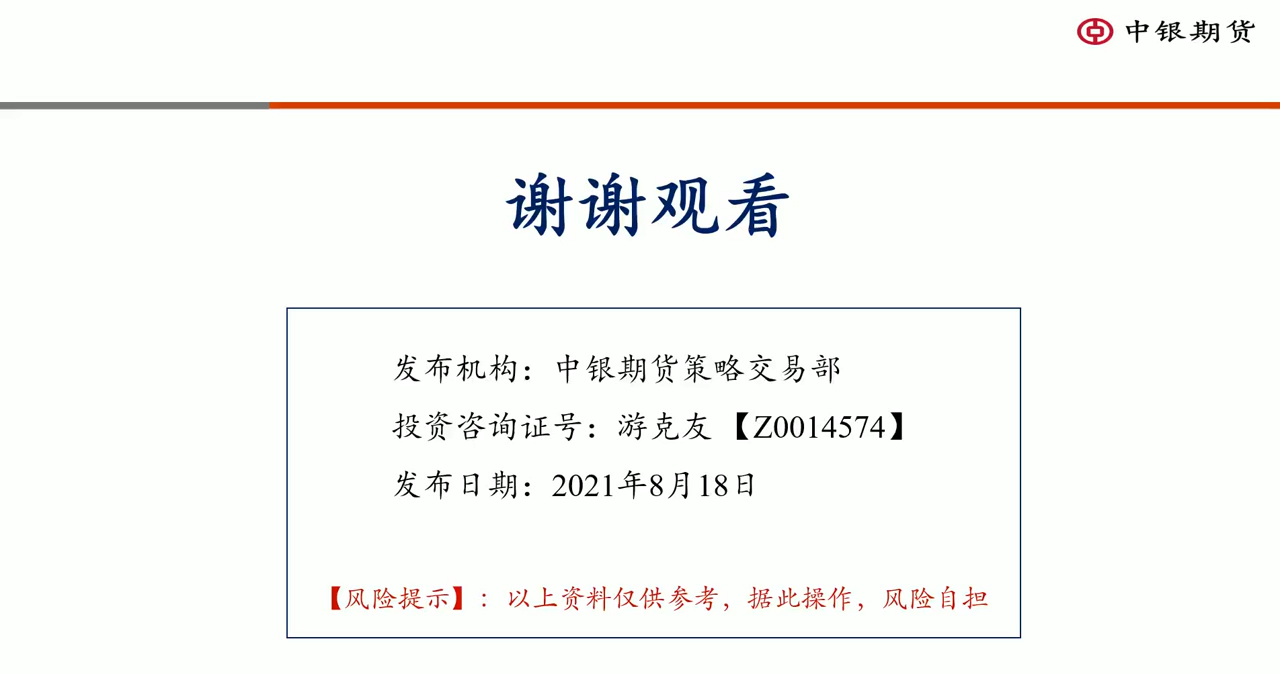 中银期货
谢谢观看
发布机构：中银期货策略交易部
投资咨询证号：游克友 【Z0014574】
发布日期：2021年8月18日
【风险提示】：以上资料仅供参考，据此操作，风险自担